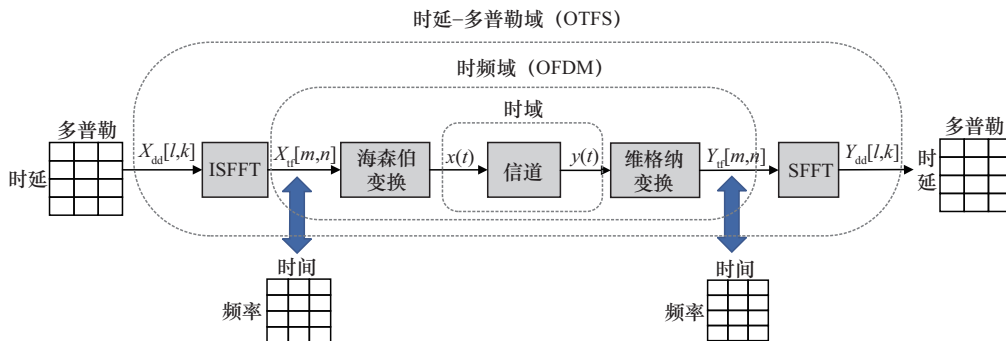 时延-多普勒域（OTFS）
时频域（OFDM）
时域
多普勒
时延
X_dd[l,k]
ISFFT
X_tf[m,n]
海森伯
变换
x(t)
信道
y(t)
维格纳
变换
Y_tf[m,n]
SFFT
Y_dd[l,k]
多普勒
时
延
时间
频率
时间
频率